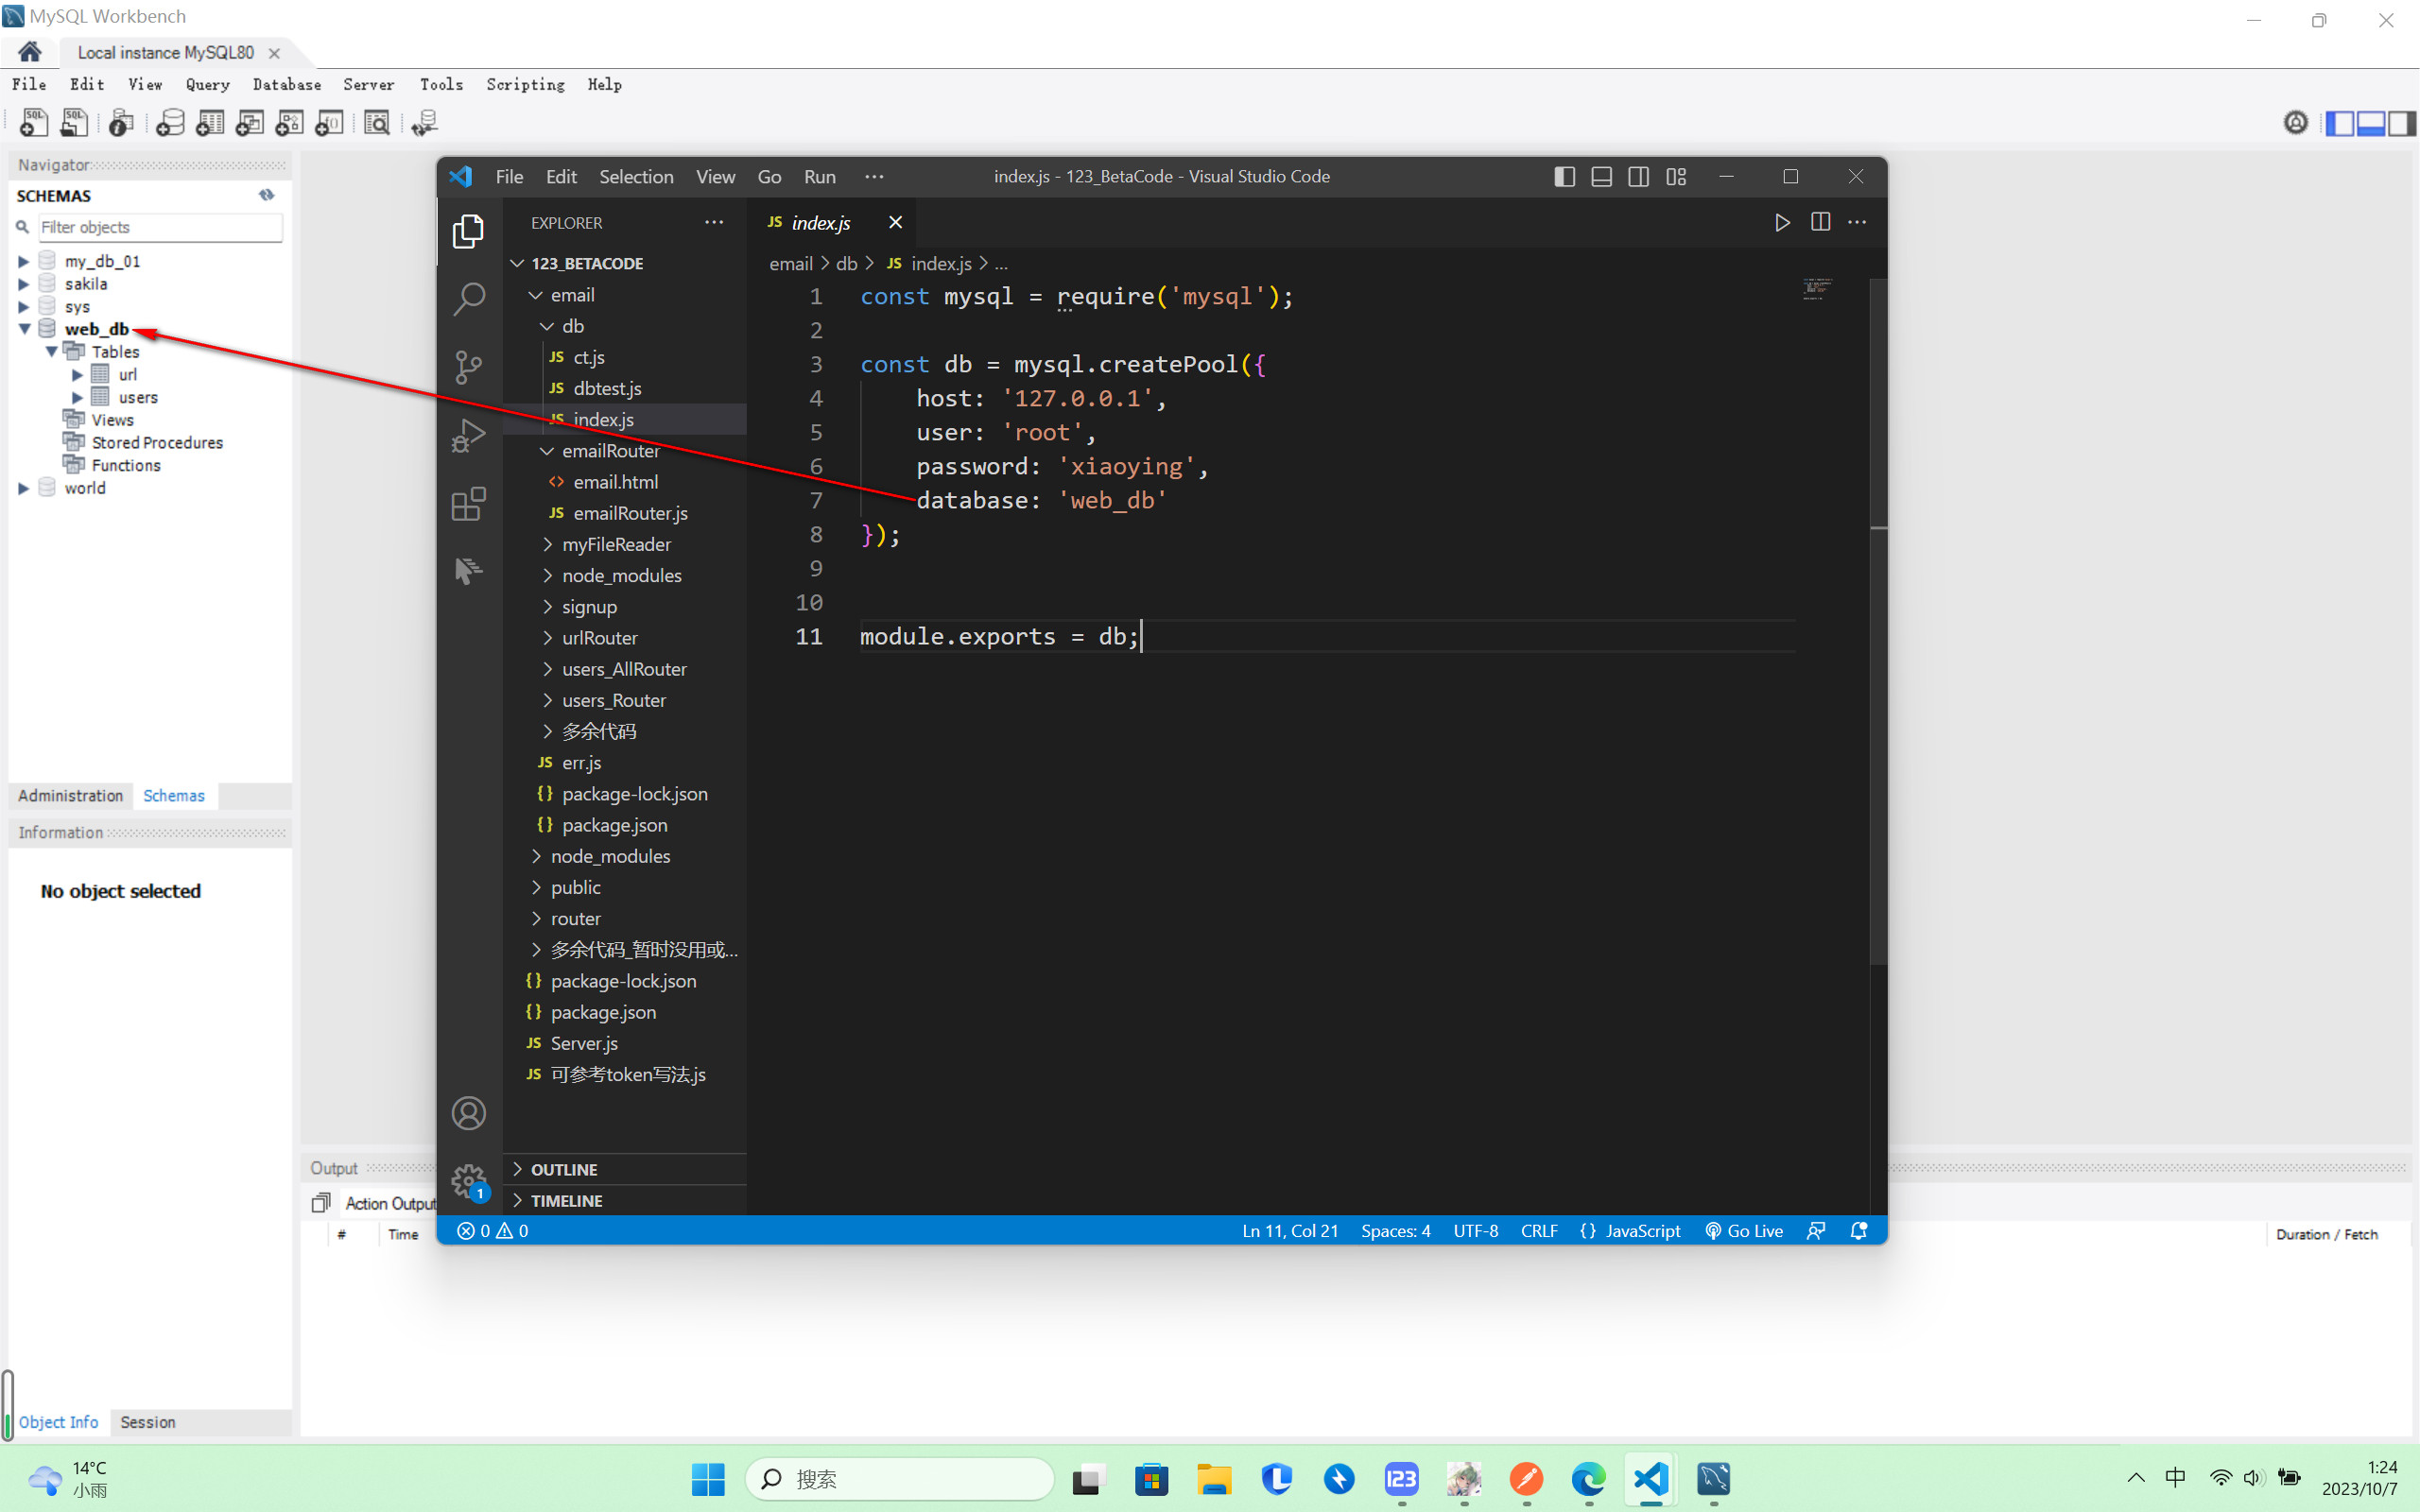 MySQL Workbench
Local instance MySQL80
File Edit View Query Database Server Tools Scripting Help
Navigator
SCHEMAS
Filter objects
my_db_01
sakila
sys
web_db
Tables
url
users
Views
Stored Procedures
Functions
world
Administration Schemas
Information
No object selected
Object Info Session
File Edit Selection View Go Run ···
index.js - 123_BetaCode - Visual Studio Code
EXPLORER ···
123_BETACODE
email
db
JS ct.js
JS dbtest.js
JS index.js
emailRouter
<> email.html
JS emailRouter.js
myFileReader
node_modules
signup
urlRouter
users_AllRouter
users_Router
多余代码
JS err.js
{} package-lock.json
{} package.json
node_modules
public
router
多余代码_暂时没用或...
{} package-lock.json
{} package.json
JS Server.js
JS 可参考token写法.js
OUTLINE
TIMELINE
1
JS index.js
email > db > JS index.js > ...
1 const mysql = require('mysql');
2
3 const db = mysql.createPool({
4 host: '127.0.0.1',
5 user: 'root',
6 password: 'xiaoying',
7 database: 'web_db'
8 });
9
10
11 module.exports = db;
0 0 Ln 11, Col 21 Spaces: 4 UTF-8 CRLF {} JavaScript Go Live
Output
Action Output
# Time Duration / Fetch
14°C
小雨
搜索
123
中
1:24
2023/10/7